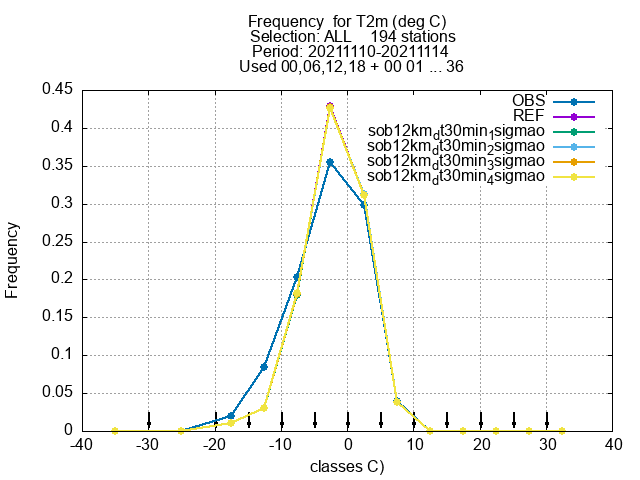 Frequency for T2m (deg C)
Selection: ALL 194 stations
Period: 20211110-20211114
Used 00,06,12,18 + 00 01 ... 36
OBS
REF
sob12km_dt30min_1sigmao
sob12km_dt30min_2sigmao
sob12km_dt30min_3sigmao
sob12km_dt30min_4sigmao
0.45
0.4
0.35
0.3
0.25
0.2
0.15
0.1
0.05
0
Frequency
-40 -30 -20 -10 0 10 20 30 40
classes C)